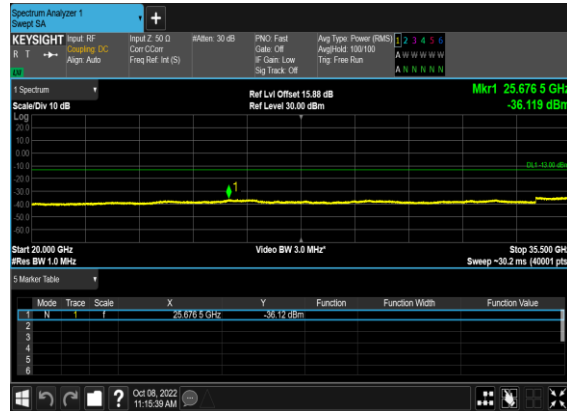 Spectrum Analyzer 1
Swept SA
+
KEYSIGHT Input: RF Input Z: 50 Ω #Atten: 30 dB PNO: Fast Avg Type: Power (RMS) 1 2 3 4 5 6
R T Coupling: DC Corr CCorr Gate: Off Avg|Hold: 100/100 A W W W W W
Align: Auto Freq Ref: Int (S) IF Gain: Low Trig: Free Run A N N N N N
Sig Track: Off
1 Spectrum Ref Lvl Offset 15.88 dB Mkr1 25.676 5 GHz
Scale/Div 10 dB Ref Level 30.00 dBm -36.119 dBm
Log
20.0
10.0
0.00
-10.0
DL1 -13.00 dBm
-20.0
-30.0
1
-40.0
-50.0
-60.0
Start 20.000 GHz Video BW 3.0 MHz* Stop 35.500 GHz
#Res BW 1.0 MHz Sweep ~30.2 ms (40001 pts)
5 Marker Table
Mode Trace Scale X Y Function Function Width Function Value
1 N 1 f 25.676 5 GHz -36.12 dBm
2
3
4
5
6
? Oct 08, 2022
11:15:39 AM